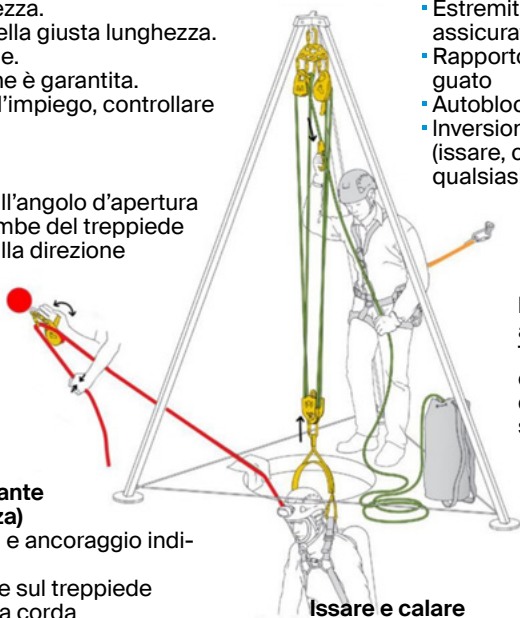 ezza.
ella giusta lunghezza.
e.
ne è garantita.
l'impiego, controllare
ll'angolo d'apertura
mbe del treppiede
lla direzione
ante
za)
e ancoraggio indi-
e sul treppiede
a corda
Estremit
assicura
Rapporto
guato
Autobloc
Inversion
(issare, c
qualsias
Issare e calare